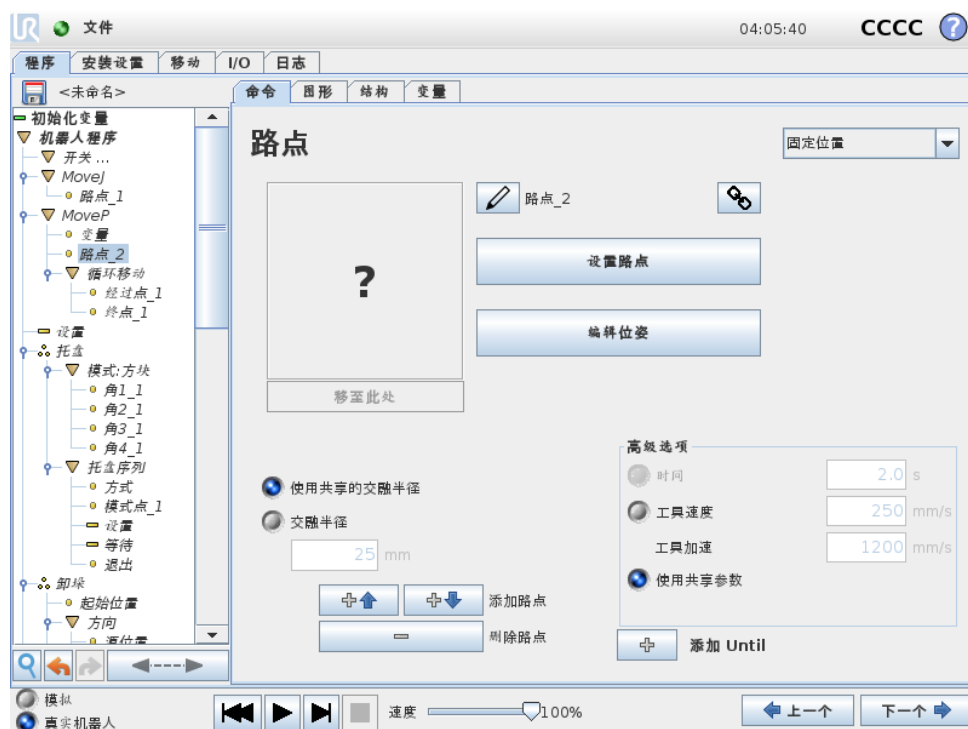 UR 文件 04:05:40 CCCC ?
程序 安装设置 移动 I/O 日志
<未命名> 命令 图形 结构 变量
初始化变量
机器人程序
开关 ...
MoveJ
路点_1
MoveP
变量
路点_2
循环移动
经过点_1
终点_1
设置
托盘
模式:方块
角1_1
角2_1
角3_1
角4_1
托盘序列
方式
模式点_1
设置
等待
退出
卸垛
起始位置
方向
源位置
路点
固定位置
?
路点_2
设置路点
编辑位姿
移至此处
使用共享的交融半径
交融半径
25 mm
添加路点
删除路点
高级选项
时间 2.0 s
工具速度 250 mm/s
工具加速 1200 mm/s
使用共享参数
添加 Until
模拟
真实机器人
速度 100%
上一个
下一个